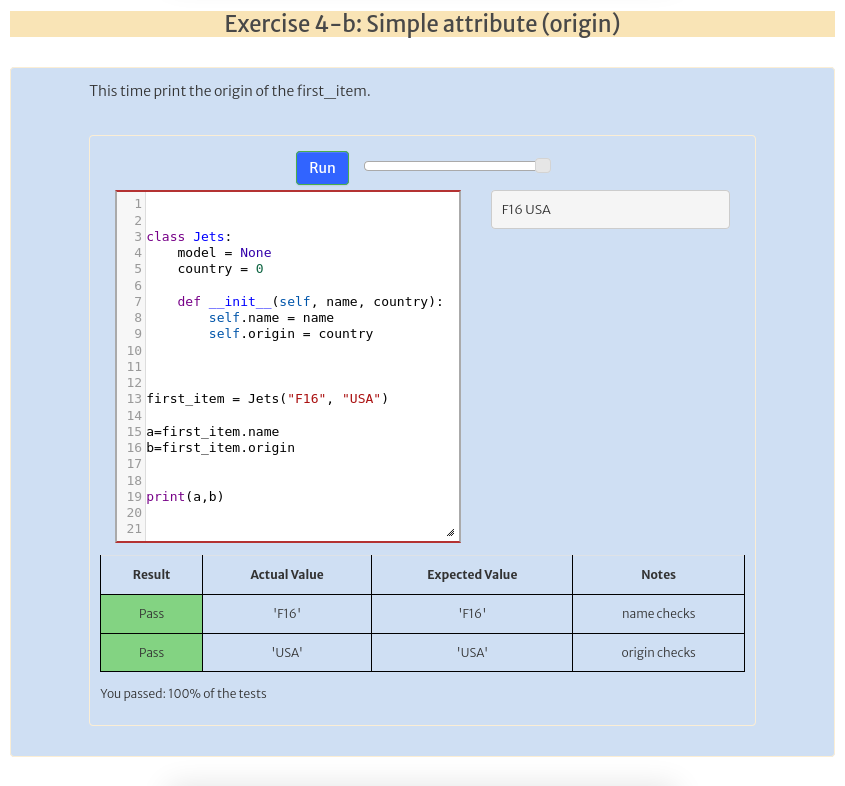 Exercise 4-b: Simple attribute (origin)
This time print the origin of the first_item.
Run
1
2
3 class Jets:
4     model = None
5     country = 0
6
7     def __init__(self, name, country):
8         self.name = name
9         self.origin = country
10
11
12
13 first_item = Jets("F16", "USA")
14
15 a=first_item.name
16 b=first_item.origin
17
18
19 print(a,b)
20
21
F16 USA
Result Actual Value Expected Value Notes
Pass 'F16' 'F16' name checks
Pass 'USA' 'USA' origin checks
You passed: 100% of the tests